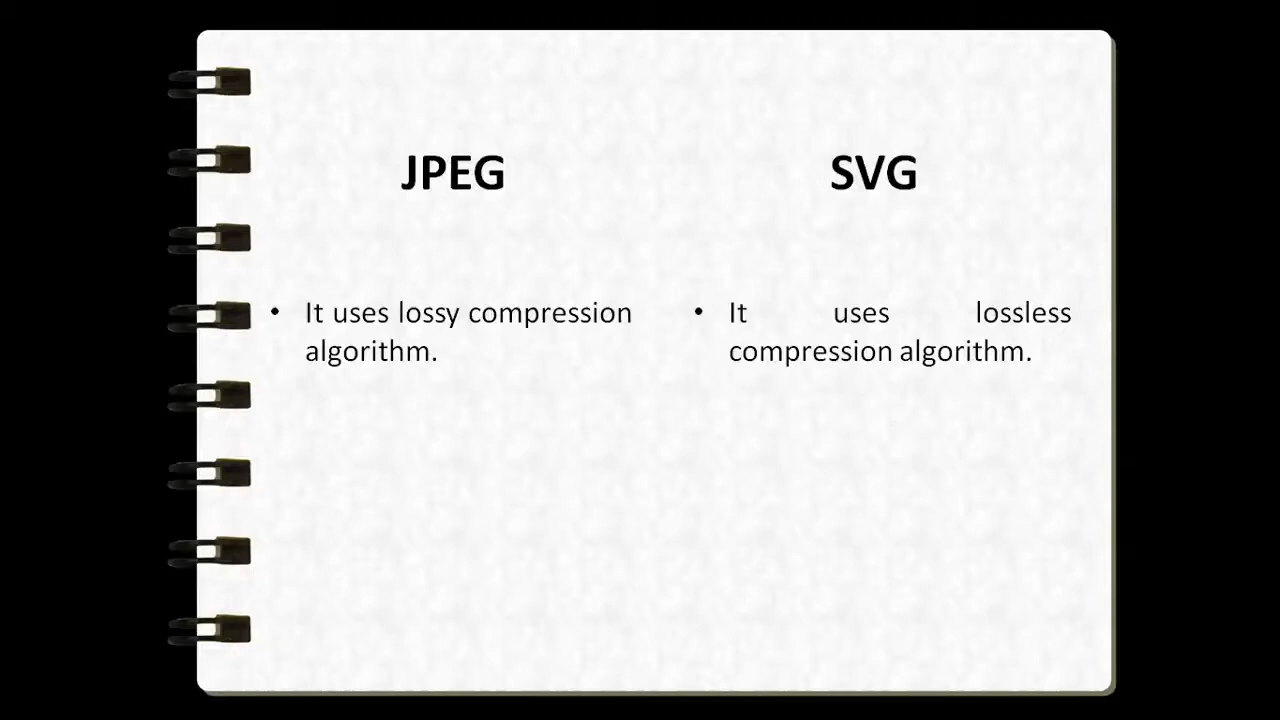 JPEG
SVG
• It uses lossy compression
algorithm.
• It uses lossless
compression algorithm.